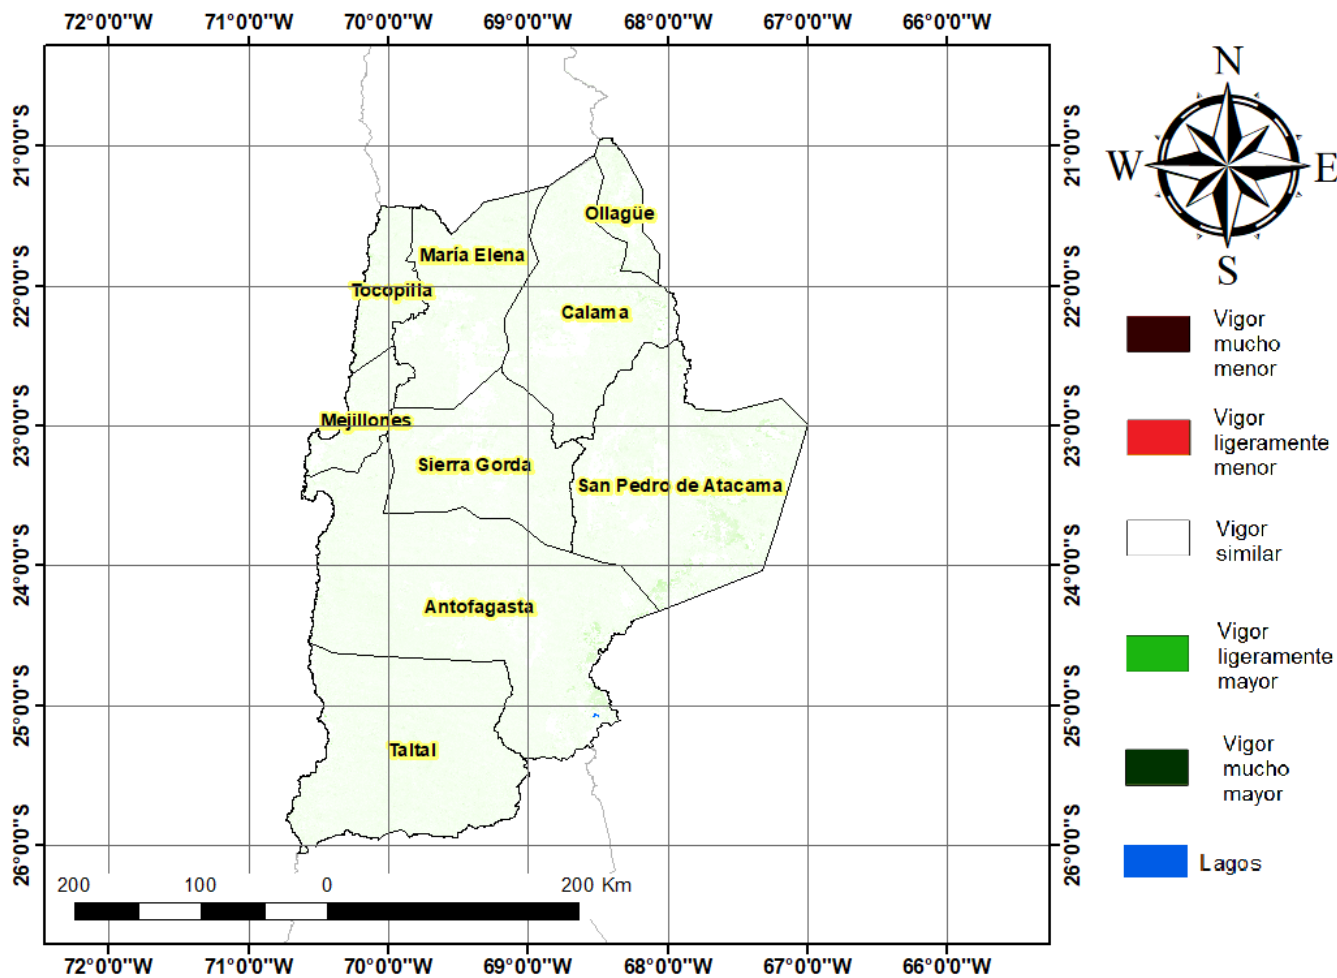 72°0'0"W 71°0'0"W 70°0'0"W 69°0'0"W 68°0'0"W 67°0'0"W 66°0'0"W
21°0'0"S
22°0'0"S
23°0'0"S
24°0'0"S
25°0'0"S
26°0'0"S
Ollagüe
María Elena
Tocopilla
Calama
Mejillones
Sierra Gorda
San Pedro de Atacama
Antofagasta
Taltal
200 100 0 200 Km
72°0'0"W 71°0'0"W 70°0'0"W 69°0'0"W 68°0'0"W 67°0'0"W 66°0'0"W
21°0'0"S
22°0'0"S
23°0'0"S
24°0'0"S
25°0'0"S
26°0'0"S
N
W E
S
Vigor
mucho
menor
Vigor
ligeramente
menor
Vigor
similar
Vigor
ligeramente
mayor
Vigor
mucho
mayor
Lagos